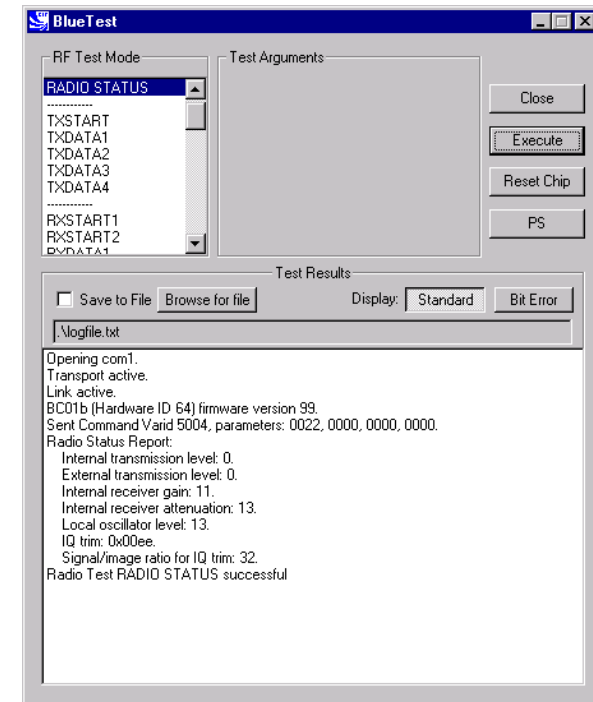 BlueTest
RF Test Mode
RADIO STATUS
------------
TXSTART
TXDATA1
TXDATA2
TXDATA3
TXDATA4
------------
RXSTART1
RXSTART2
RXDATA1
Test Arguments
Close
Execute
Reset Chip
PS
Test Results
Save to File Browse for file Display: Standard Bit Error
.\logfile.txt
Opening com1.
Transport active.
Link active.
BC01b (Hardware ID 64) firmware version 99.
Sent Command Varid 5004, parameters: 0022, 0000, 0000, 0000.
Radio Status Report:
Internal transmission level: 0.
External transmission level: 0.
Internal receiver gain: 11.
Internal receiver attenuation: 13.
Local oscillator level: 13.
IQ trim: 0x00ee.
Signal/image ratio for IQ trim: 32.
Radio Test RADIO STATUS successful